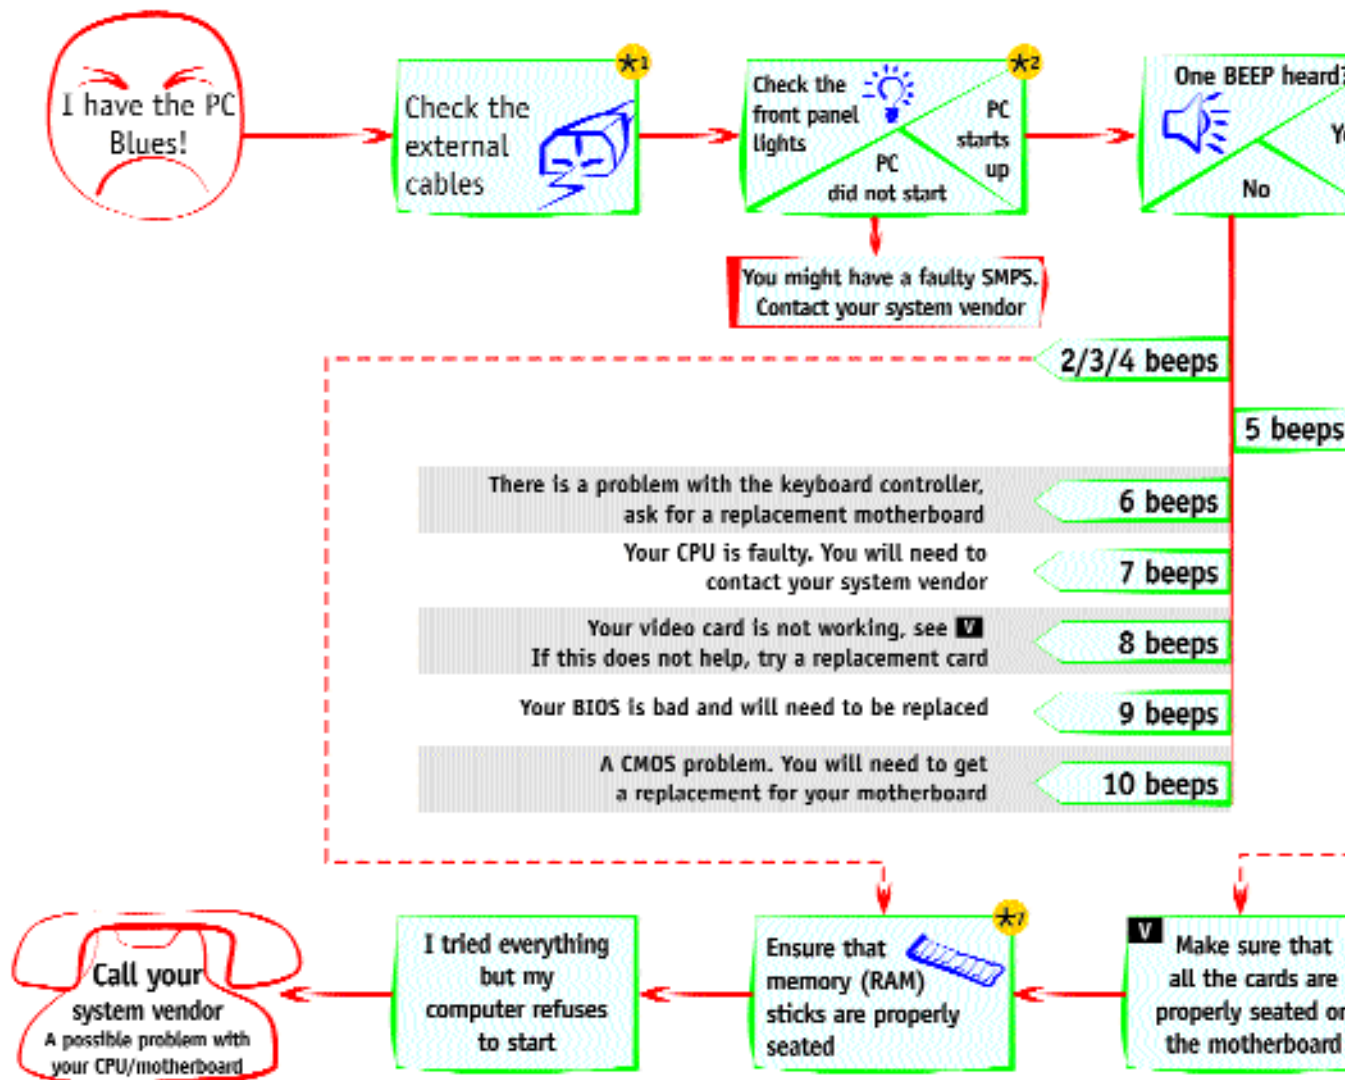 I have the PC
Blues!
Check the
external
cables
*1
Check the
front panel
lights
PC
did not start
PC
starts
up
*2
One BEEP heard?
No
You might have a faulty SMPS.
Contact your system vendor
2/3/4 beeps
5 beeps
There is a problem with the keyboard controller,
ask for a replacement motherboard
6 beeps
Your CPU is faulty. You will need to
contact your system vendor
7 beeps
Your video card is not working, see V
If this does not help, try a replacement card
8 beeps
Your BIOS is bad and will need to be replaced
9 beeps
A CMOS problem. You will need to get
a replacement for your motherboard
10 beeps
Call your
system vendor
A possible problem with
your CPU/motherboard
I tried everything
but my
computer refuses
to start
Ensure that
memory (RAM)
sticks are properly
seated
*7
V
Make sure that
all the cards are
properly seated on
the motherboard